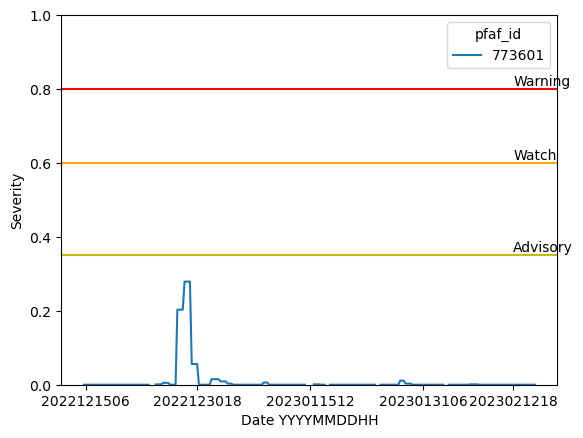 1.0
0.8
0.6
0.4
0.2
0.0
Severity
pfaf_id
773601
Warning
Watch
Advisory
2022121506 2022123018 2023011512 2023013106 2023021218
Date YYYYMMDDHH